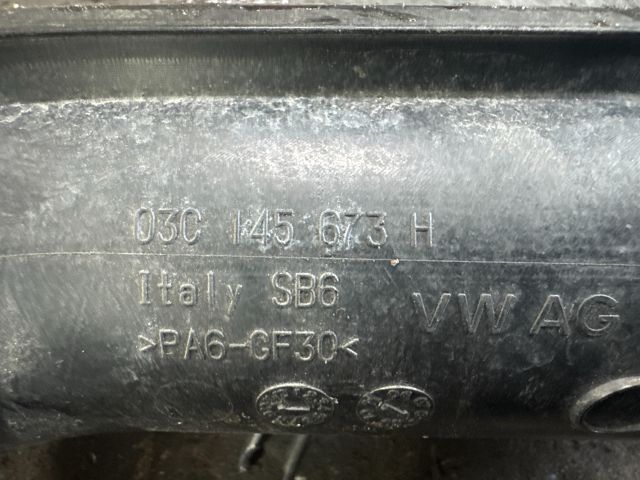 03C 145 673 H
Italy SB6
VW AG
>PA6-GF30<